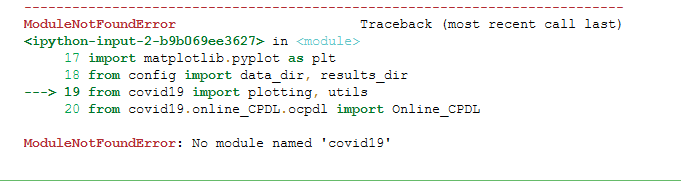 ---------------------------------------------------------------------------
ModuleNotFoundError                       Traceback (most recent call last)
<ipython-input-2-b9b069ee3627> in <module>
     17 import matplotlib.pyplot as plt
     18 from config import data_dir, results_dir
---> 19 from covid19 import plotting, utils
     20 from covid19.online_CPDL.ocpdl import Online_CPDL
ModuleNotFoundError: No module named 'covid19'